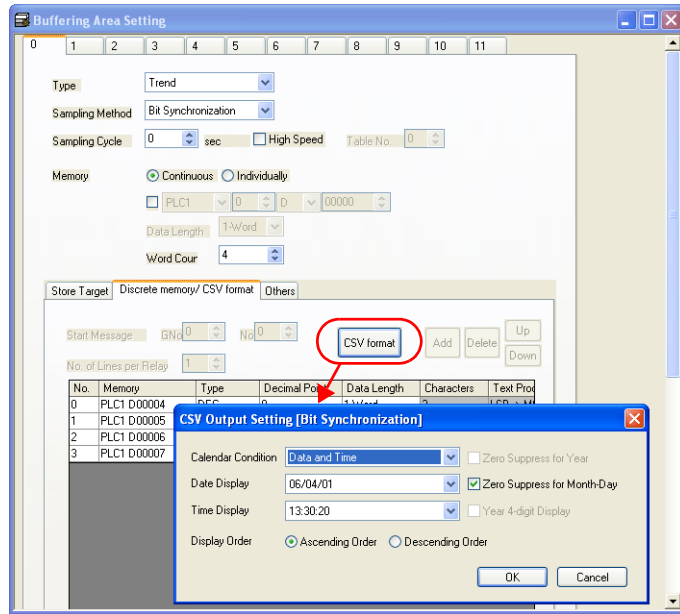 Buffering Area Setting
0 1 2 3 4 5 6 7 8 9 10 11
Type Trend
Sampling Method Bit Synchronization
Sampling Cycle 0 sec High Speed Table No. 0
Memory Continuous Individually
PLC1 0 D 00000
Data Length 1-Word
Word Cour 4
Store Target Discrete memory/ CSV format Others
Start Message GNo 0 No 0 CSV format Add Delete Up
Down
No. of Lines per Relay 1
No. Memory Type Decimal Point Data Length Characters Text Proc
0 PLC1 D00004 DEC 0 1-Word
1 PLC1 D00005
2 PLC1 D00006
3 PLC1 D00007
CSV Output Setting [Bit Synchronization]
Calendar Condition Data and Time Zero Suppress for Year
Date Display 06/04/01 Zero Suppress for Month-Day
Time Display 13:30:20 Year 4-digit Display
Display Order Ascending Order Descending Order
OK Cancel